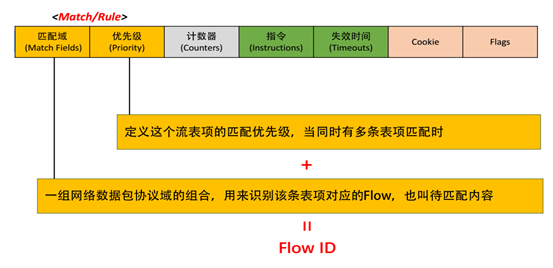 <Match/Rule>
匹配域 优先级 计数器 指令 失效时间 Cookie Flags
(Match Fields) (Priority) (Counters) (Instructions) (Timeouts)
定义这个流表项的匹配优先级，当同时有多条表项匹配时
+
一组网络数据包协议域的组合，用来识别该条表项对应的Flow，也叫待匹配内容
=
Flow ID